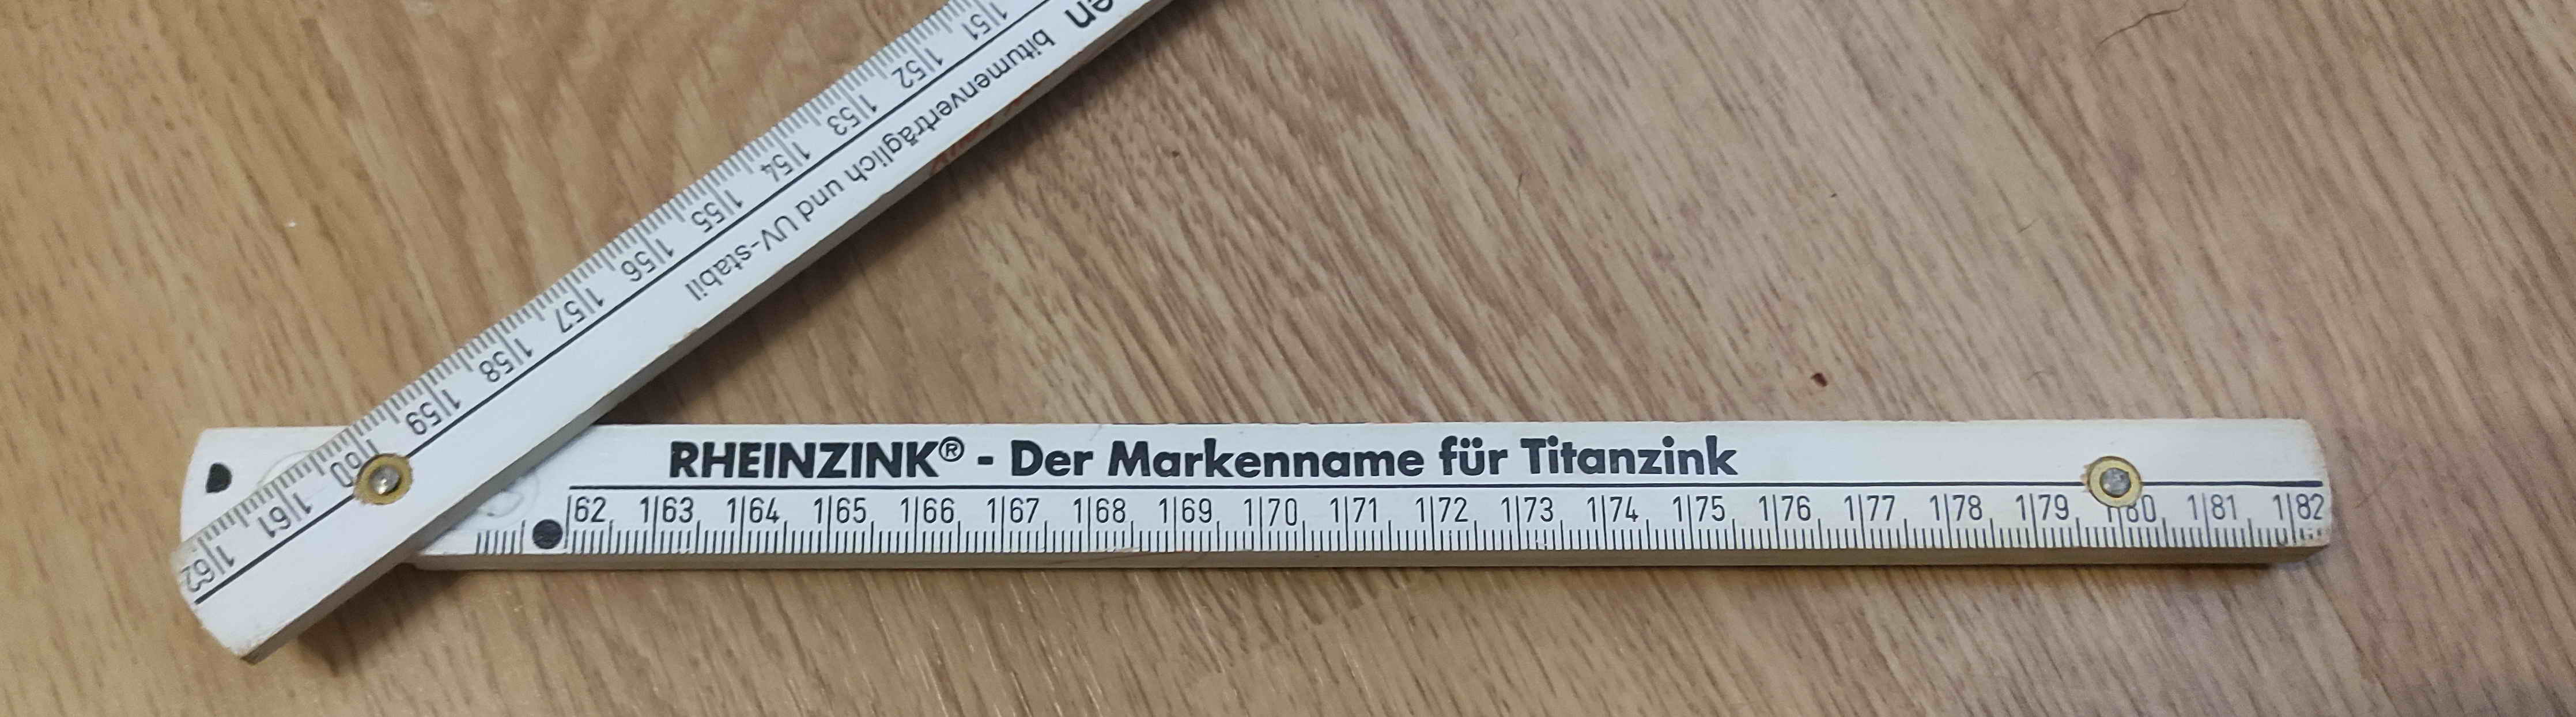 en
bitumenverträglich und UV-stabil
1|51 1|52 1|53 1|54 1|55 1|56 1|57 1|58 1|59 1|60 1|61 1|62
RHEINZINK® - Der Markenname für Titanzink
|62 1|63 1|64 1|65 1|66 1|67 1|68 1|69 1|70 1|71 1|72 1|73 1|74 1|75 1|76 1|77 1|78 1|79 1|80 1|81 1|82